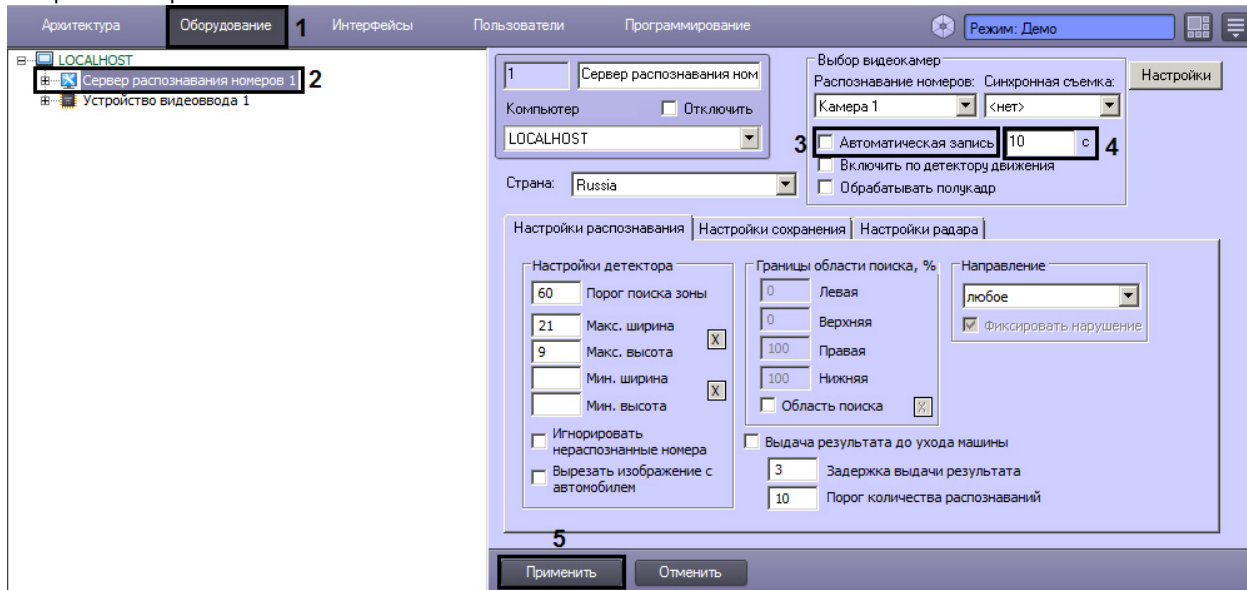 Архитектура Оборудование 1 Интерфейсы Пользователи Программирование Режим: Демо
LOCALHOST
Сервер распознавания номеров 1 2
Устройство видеоввода 1
1 Сервер распознавания ном
Компьютер Отключить
LOCALHOST
Страна: Russia
Выбор видеокамер
Распознавание номеров: Синхронная съемка:
Камера 1 <нет>
3 Автоматическая запись 10 с 4
Включить по детектору движения
Обрабатывать полукадр
Настройки
Настройки распознавания Настройки сохранения Настройки радара
Настройки детектора
60 Порог поиска зоны
21 Макс. ширина
X
9 Макс. высота
Мин. ширина
X
Мин. высота
Игнорировать
нераспознанные номера
Вырезать изображение с
автомобилем
Границы области поиска, %
0 Левая
0 Верхняя
100 Правая
100 Нижняя
Область поиска X
Направление
любое
Фиксировать нарушение
Выдача результата до ухода машины
3 Задержка выдачи результата
10 Порог количества распознаваний
5
Применить Отменить